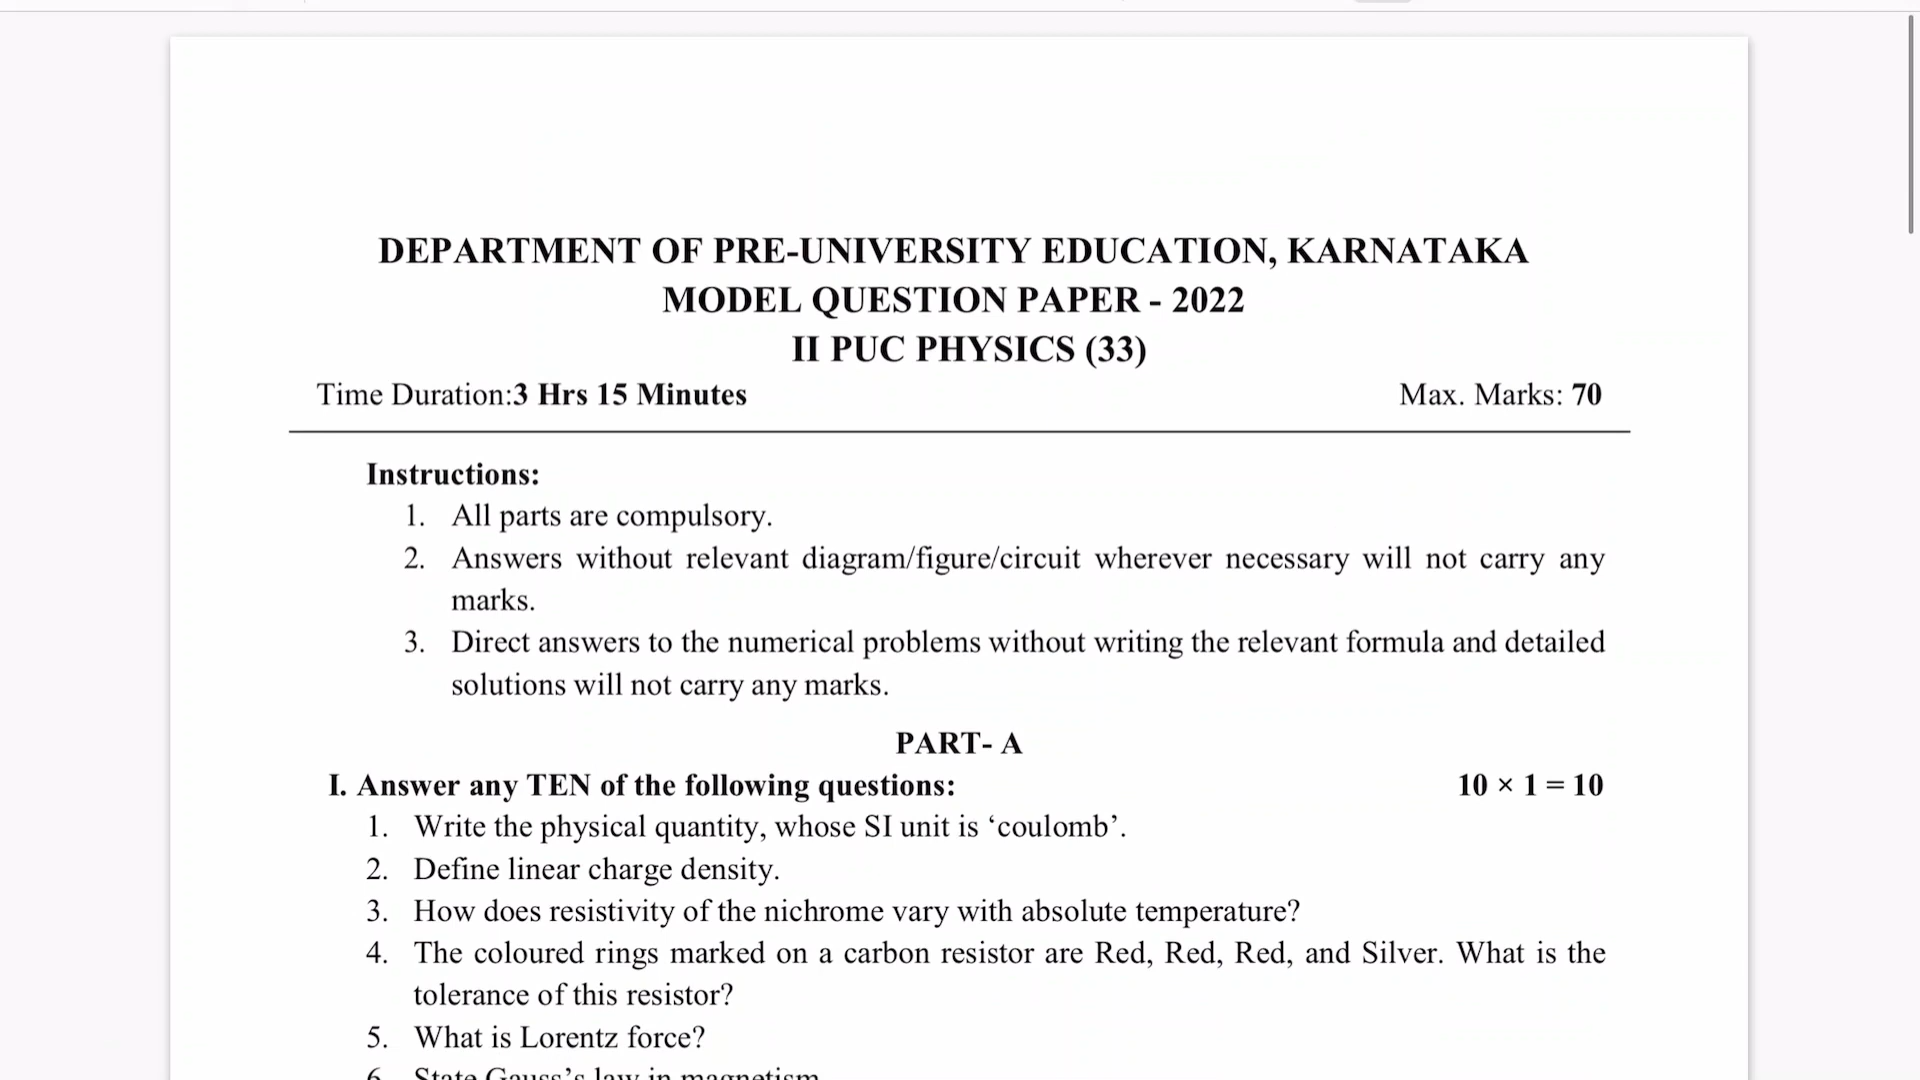 DEPARTMENT OF PRE-UNIVERSITY EDUCATION, KARNATAKA
MODEL QUESTION PAPER - 2022
II PUC PHYSICS (33)
Time Duration:3 Hrs 15 Minutes Max. Marks: 70
Instructions:
1. All parts are compulsory.
2. Answers without relevant diagram/figure/circuit wherever necessary will not carry any
marks.
3. Direct answers to the numerical problems without writing the relevant formula and detailed
solutions will not carry any marks.
PART- A
I. Answer any TEN of the following questions: 10 × 1 = 10
1. Write the physical quantity, whose SI unit is ‘coulomb’.
2. Define linear charge density.
3. How does resistivity of the nichrome vary with absolute temperature?
4. The coloured rings marked on a carbon resistor are Red, Red, Red, and Silver. What is the
tolerance of this resistor?
5. What is Lorentz force?
6. State Gauss’s law in magnetism